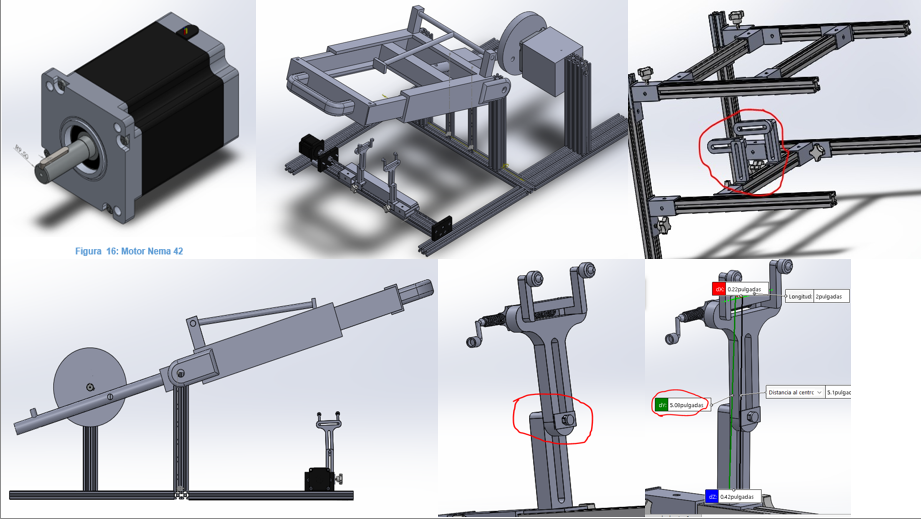 Figura 16: Motor Nema 42
dX: 0.22pulgadas
Longitud: 2pulgadas
dY: 5.08pulgadas
Distancia al centro 5.1pulgad
dZ: 0.42pulgadas